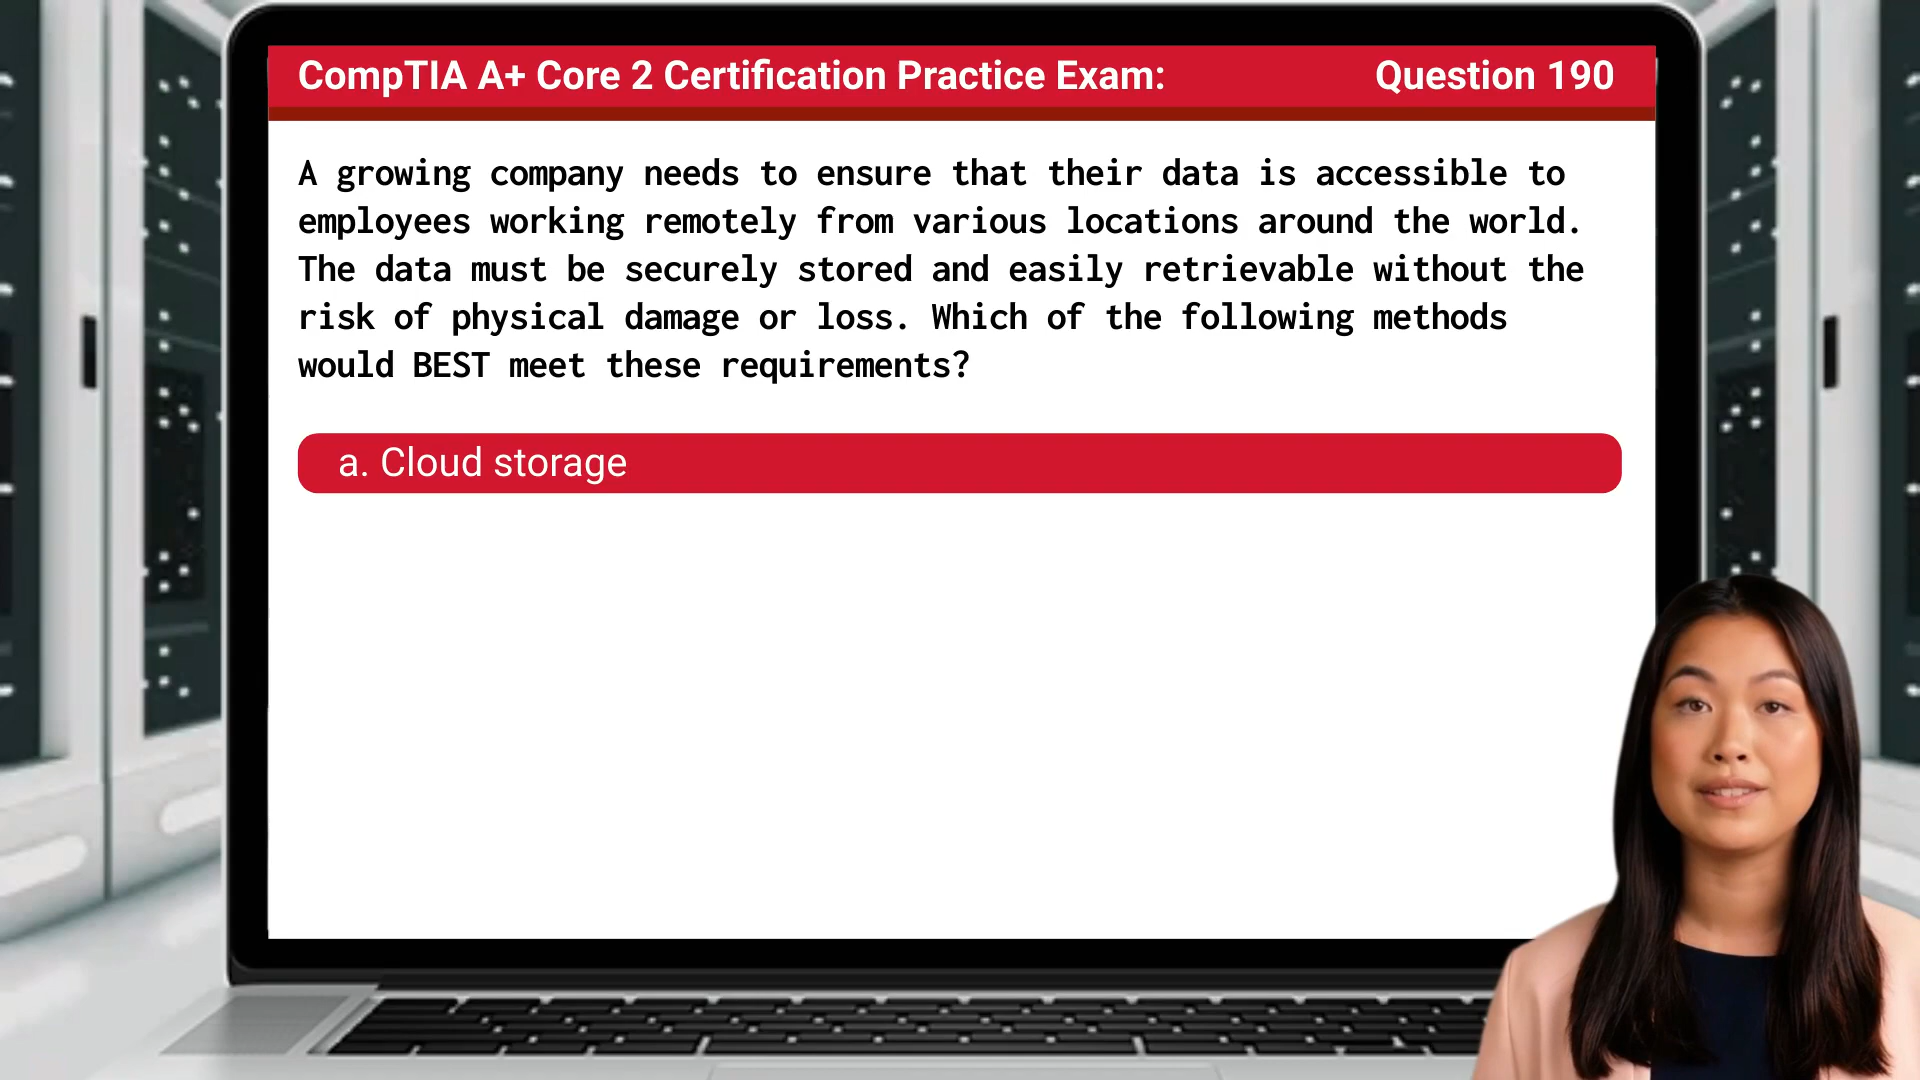 CompTIA A+ Core 2 Certification Practice Exam:
Question 190
A growing company needs to ensure that their data is accessible to
employees working remotely from various locations around the world.
The data must be securely stored and easily retrievable without the
risk of physical damage or loss. Which of the following methods
would BEST meet these requirements?
a. Cloud storage